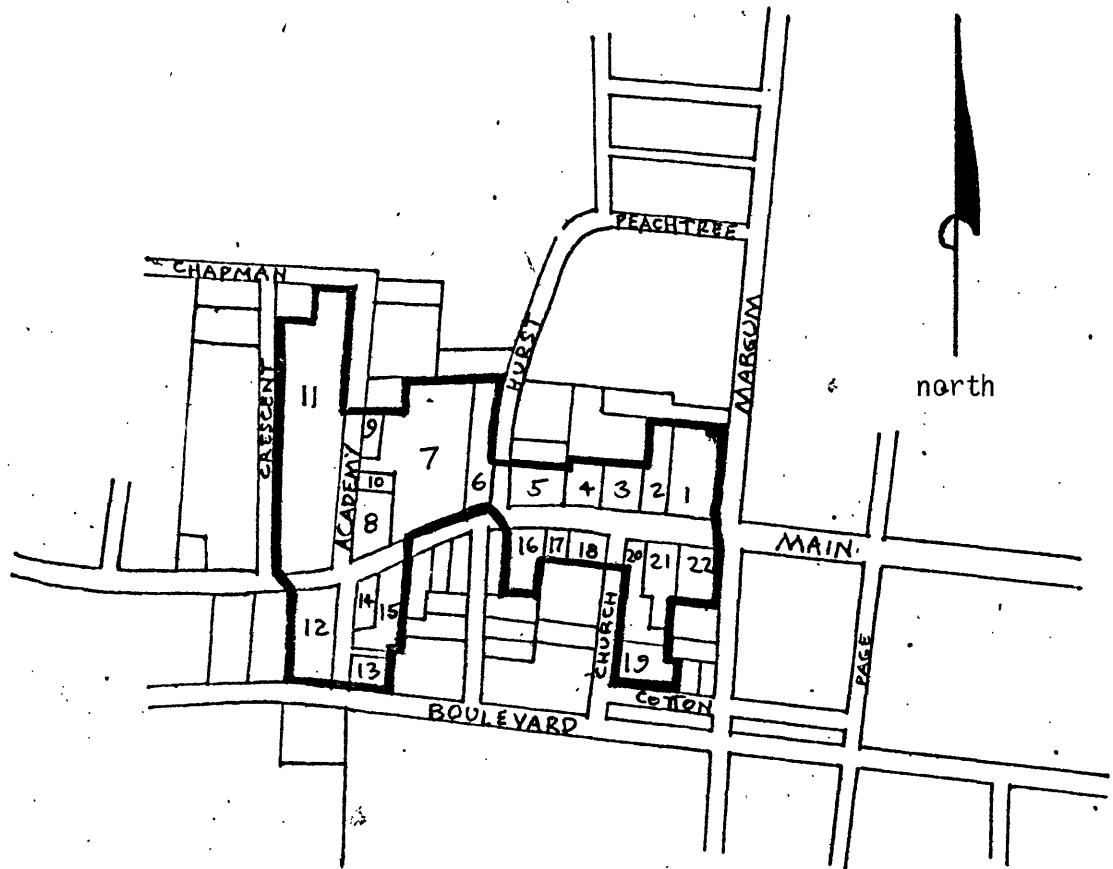 PEACHTREE
CHAPMAN
MARGUM
HURST
north
CRESCENT
11
9
7
ACADEMY
10
6
5
4
3
2
1
8
MAIN.
16
17
18
20
21
22
14
15
12
CHURCH
13
19
PAGE
COTTON
BOULEVARD